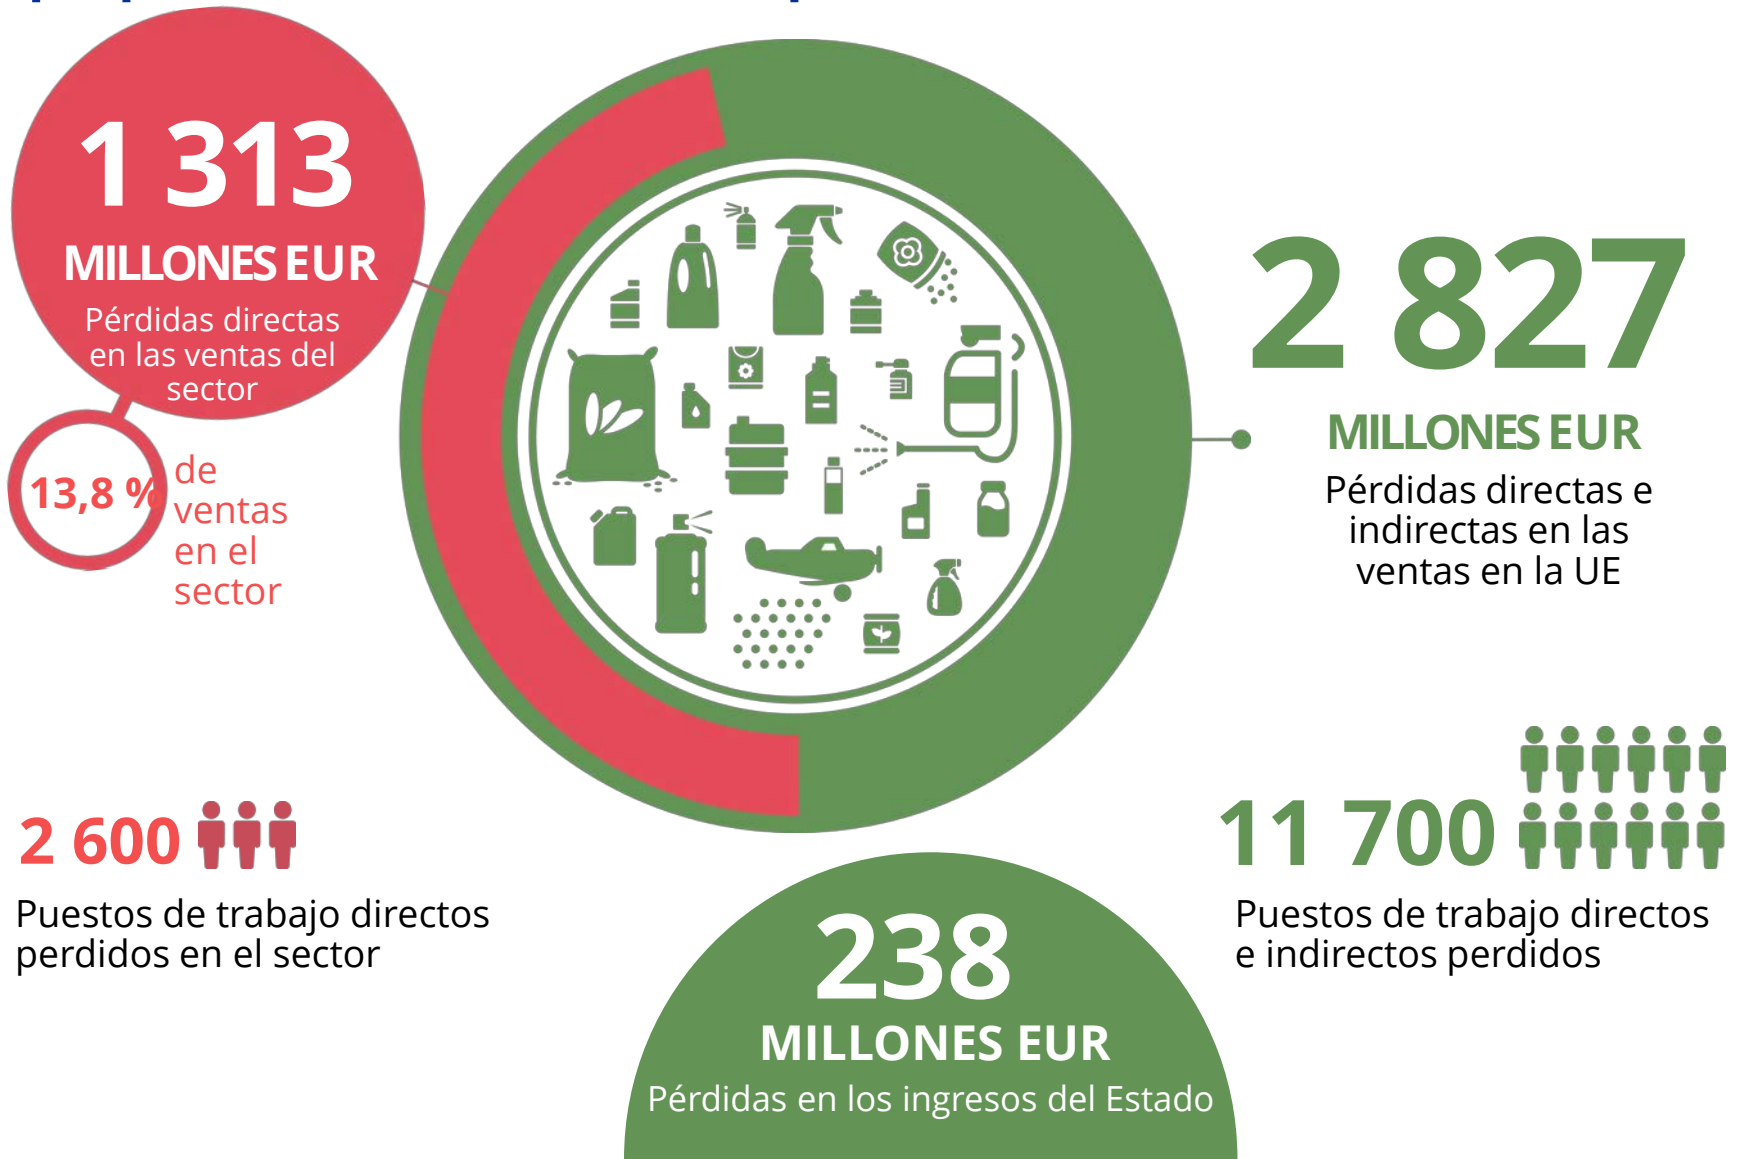 1 313
MILLONES EUR
Pérdidas directas
en las ventas del
sector
13,8 %
de
ventas
en el
sector
2 827
MILLONES EUR
Pérdidas directas e
indirectas en las
ventas en la UE
2 600
Puestos de trabajo directos
perdidos en el sector
11 700
Puestos de trabajo directos
e indirectos perdidos
238
MILLONES EUR
Pérdidas en los ingresos del Estado